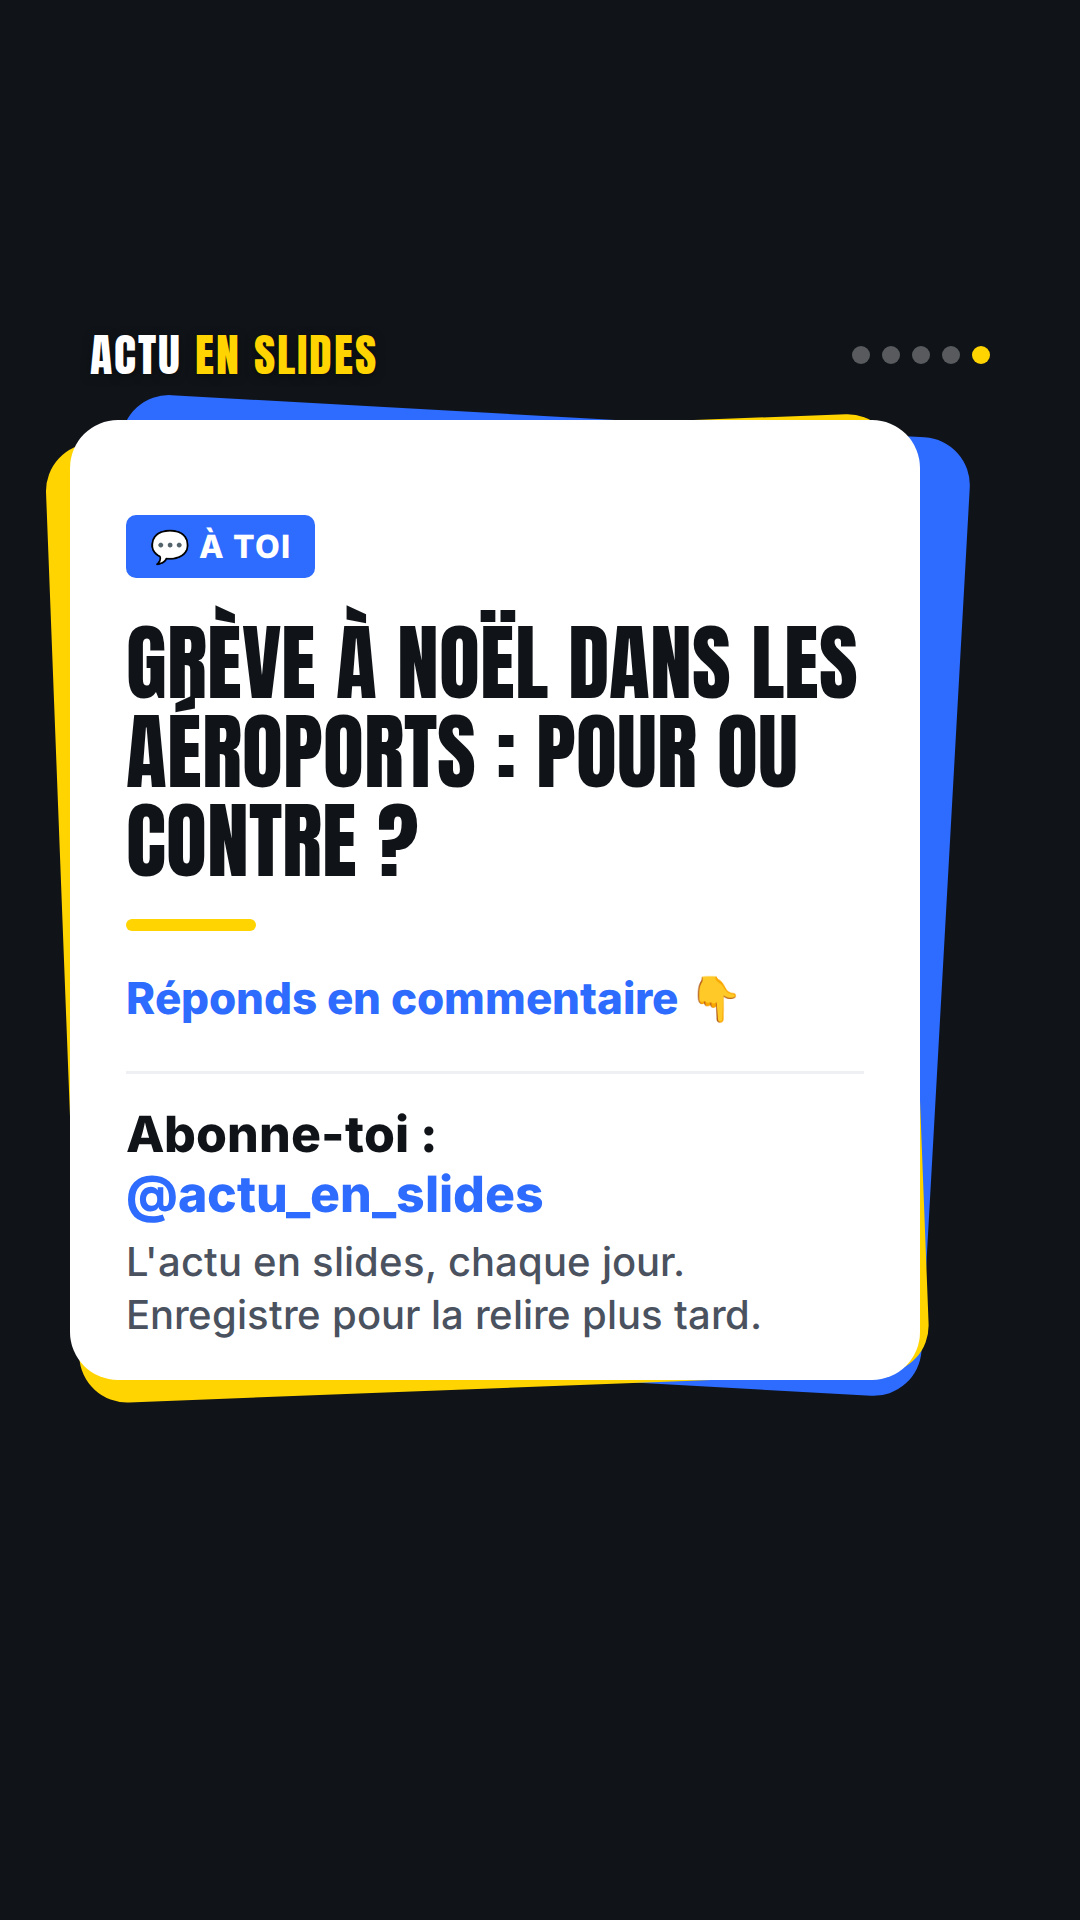 ACTU EN SLIDES
💬 À TOI
GRÈVE À NOËL DANS LES
AÉROPORTS : POUR OU
CONTRE ?
Réponds en commentaire 👇
Abonne-toi :
@actu_en_slides
L'actu en slides, chaque jour.
Enregistre pour la relire plus tard.